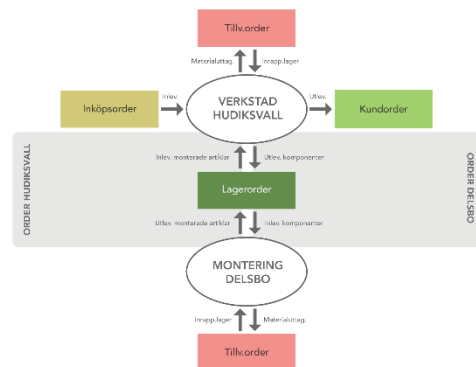 Tillv.order
Materialuttag.
Inrapp.lager
Inköpsorder
Inlev.
VERKSTAD
HUDIKSVALL
Utlev.
Kundorder
Inlev. monterade artiklar
Utlev. komponenter
ORDER HUDIKSVALL
Lagerorder
ORDER DELSBO
Utlev. monterade artiklar
Inlev. komponenter
MONTERING
DELSBO
Inrapp.lager
Materialuttag.
Tillv.order